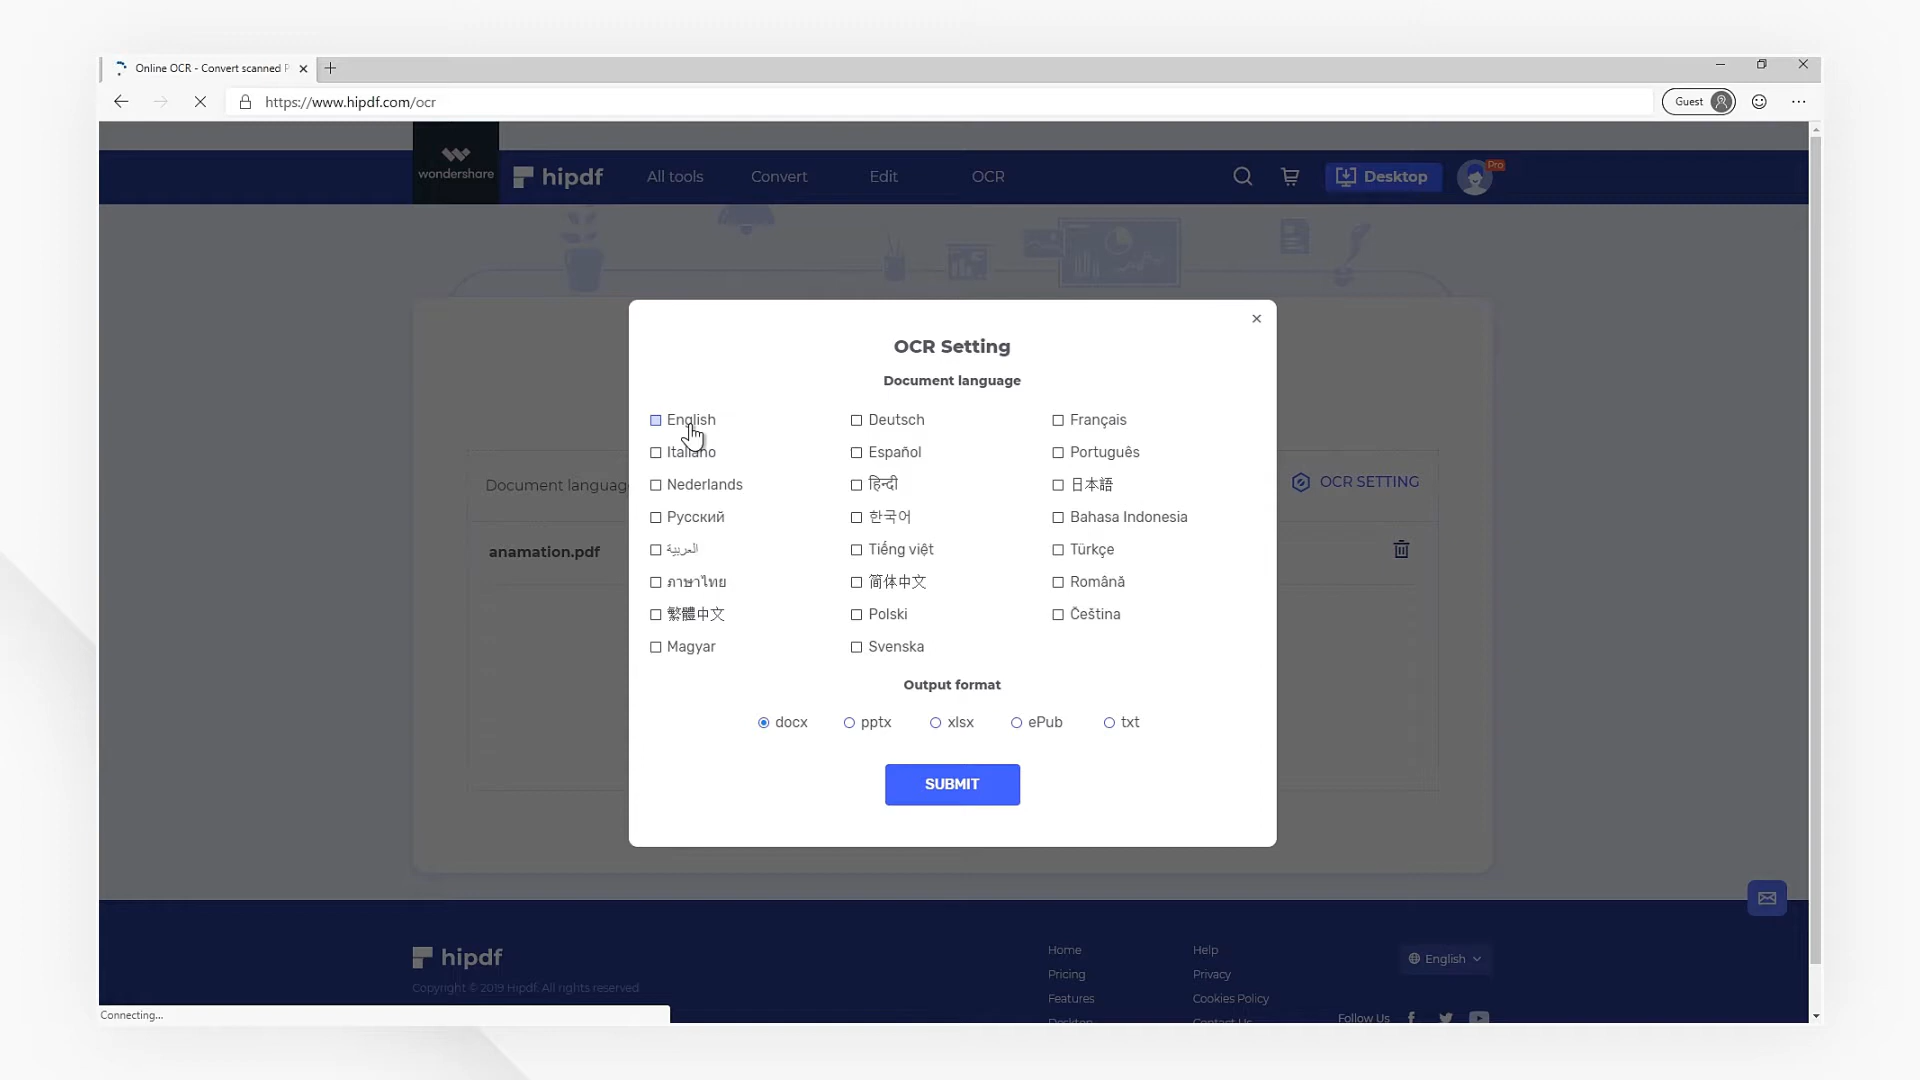 Online OCR - Convert scanned P
https://www.hipdf.com/ocr
Guest
wondershare
hipdf
All tools
Convert
Edit
OCR
Desktop
Pro
OCR Setting
Document language
English
Deutsch
Français
Italiano
Español
Português
Nederlands
हिन्दी
日本語
Русский
한국어
Bahasa Indonesia
العربية
Tiếng việt
Türkçe
ภาษาไทย
简体中文
Română
繁體中文
Polski
Čeština
Magyar
Svenska
Output format
docx
pptx
xlsx
ePub
txt
SUBMIT
Document language
OCR SETTING
anamation.pdf
hipdf
Copyright © 2019 Hipdf. All rights reserved
Home
Pricing
Features
Desktop
Help
Privacy
Cookies Policy
Contact Us
English
Follow Us
Connecting...